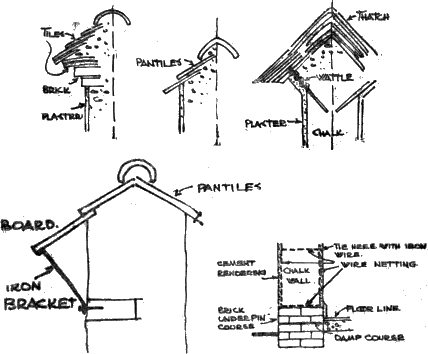 TILES
BRICK
PLASTER
PANTILES
THATCH
WATTLE
PLASTER
CHALK
PANTILES
BOARD.
IRON
BRACKET
CEMENT
RENDERING
CHALK
WALL
TIE HERE WITH IRON
WIRE.
WIRE NETTING.
BRICK
UNDERPIN
COURSE
FLOOR LINE
DAMP COURSE